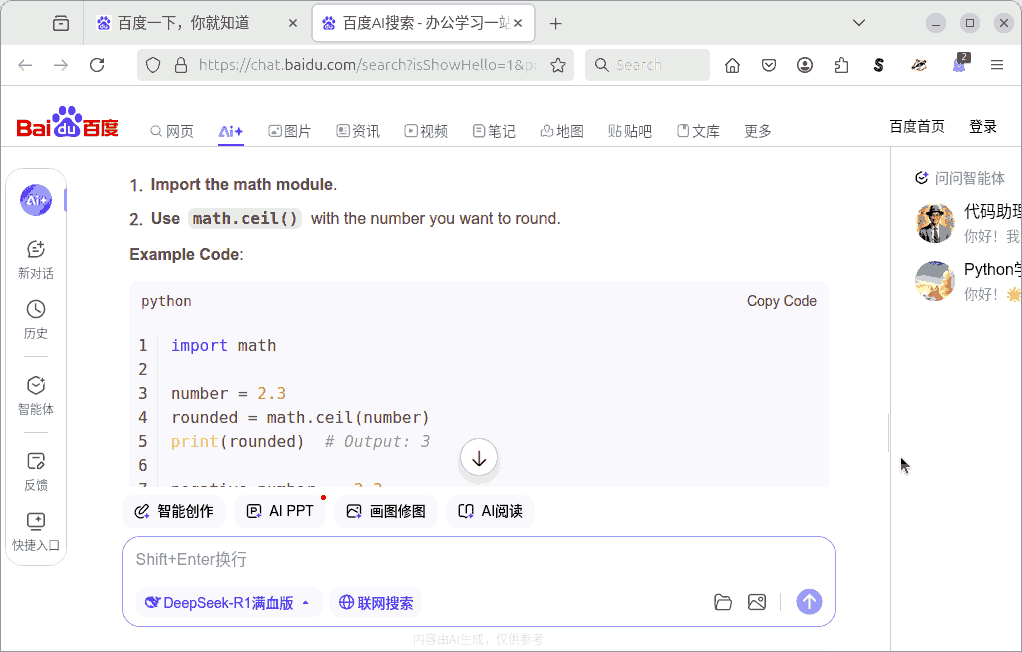 百度一下，你就知道
百度AI搜索 - 办公学习一站
https://chat.baidu.com/search?isShowHello=1&p
Search
2
Bai du 百度
网页
Ai+
图片
资讯
视频
笔记
地图
贴吧
文库
更多
百度首页
登录
Ai+
新对话
历史
智能体
反馈
快捷入口
1. Import the math module.
2. Use math.ceil() with the number you want to round.
Example Code:
python
Copy Code
1 import math
2
3 number = 2.3
4 rounded = math.ceil(number)
5 print(rounded)  # Output: 3
6
智能创作
AI PPT
画图修图
AI阅读
Shift+Enter换行
DeepSeek-R1满血版
联网搜索
内容由AI生成，仅供参考
问问智能体
代码助理
你好！我
Python学
你好！